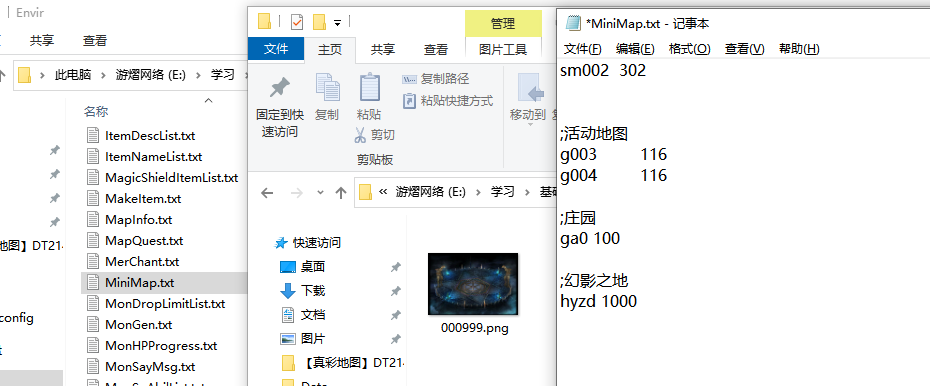 Envir
共享
查看
此电脑
游熠网络 (E:)
学习
名称
ItemDescList.txt
ItemNameList.txt
MagicShieldItemList.txt
MakeItem.txt
MapInfo.txt
MapQuest.txt
MerChant.txt
MiniMap.txt
MonDropLimitList.txt
MonGen.txt
MonHPProgress.txt
MonSayMsg.txt
地图】DT214
config
管理
文件
主页
共享
查看
图片工具
固定到快
速访问
复制
粘贴
复制路径
粘贴快捷方式
剪切
移动到
剪贴板
« 游熠网络 (E:)
学习
基础
快速访问
桌面
下载
文档
图片
【真彩地图】DT214
Data
000999.png
*MiniMap.txt - 记事本
文件(F) 编辑(E) 格式(O) 查看(V) 帮助(H)
sm002 302
;活动地图
g003 116
g004 116
;庄园
ga0 100
;幻影之地
hyzd 1000